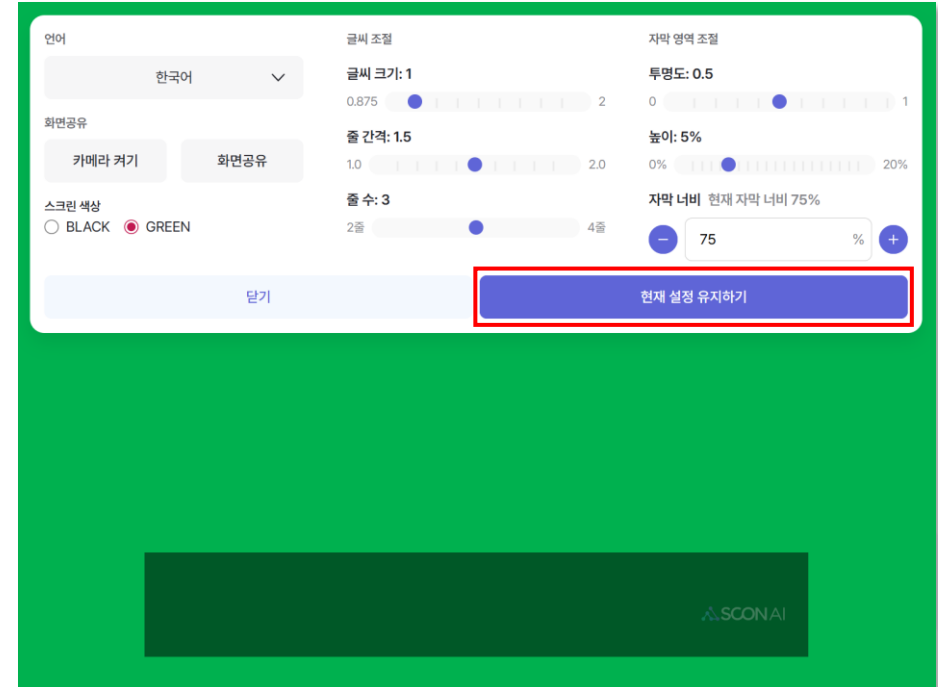 언어
한국어
화면공유
카메라 켜기
화면공유
스크린 색상
BLACK
GREEN
글씨 조절
글씨 크기: 1
0.875
2
줄 간격: 1.5
1.0
2.0
줄 수: 3
2줄
4줄
자막 영역 조절
투명도: 0.5
0
1
높이: 5%
0%
20%
자막 너비 현재 자막 너비 75%
75
%
닫기
현재 설정 유지하기
SCONAI